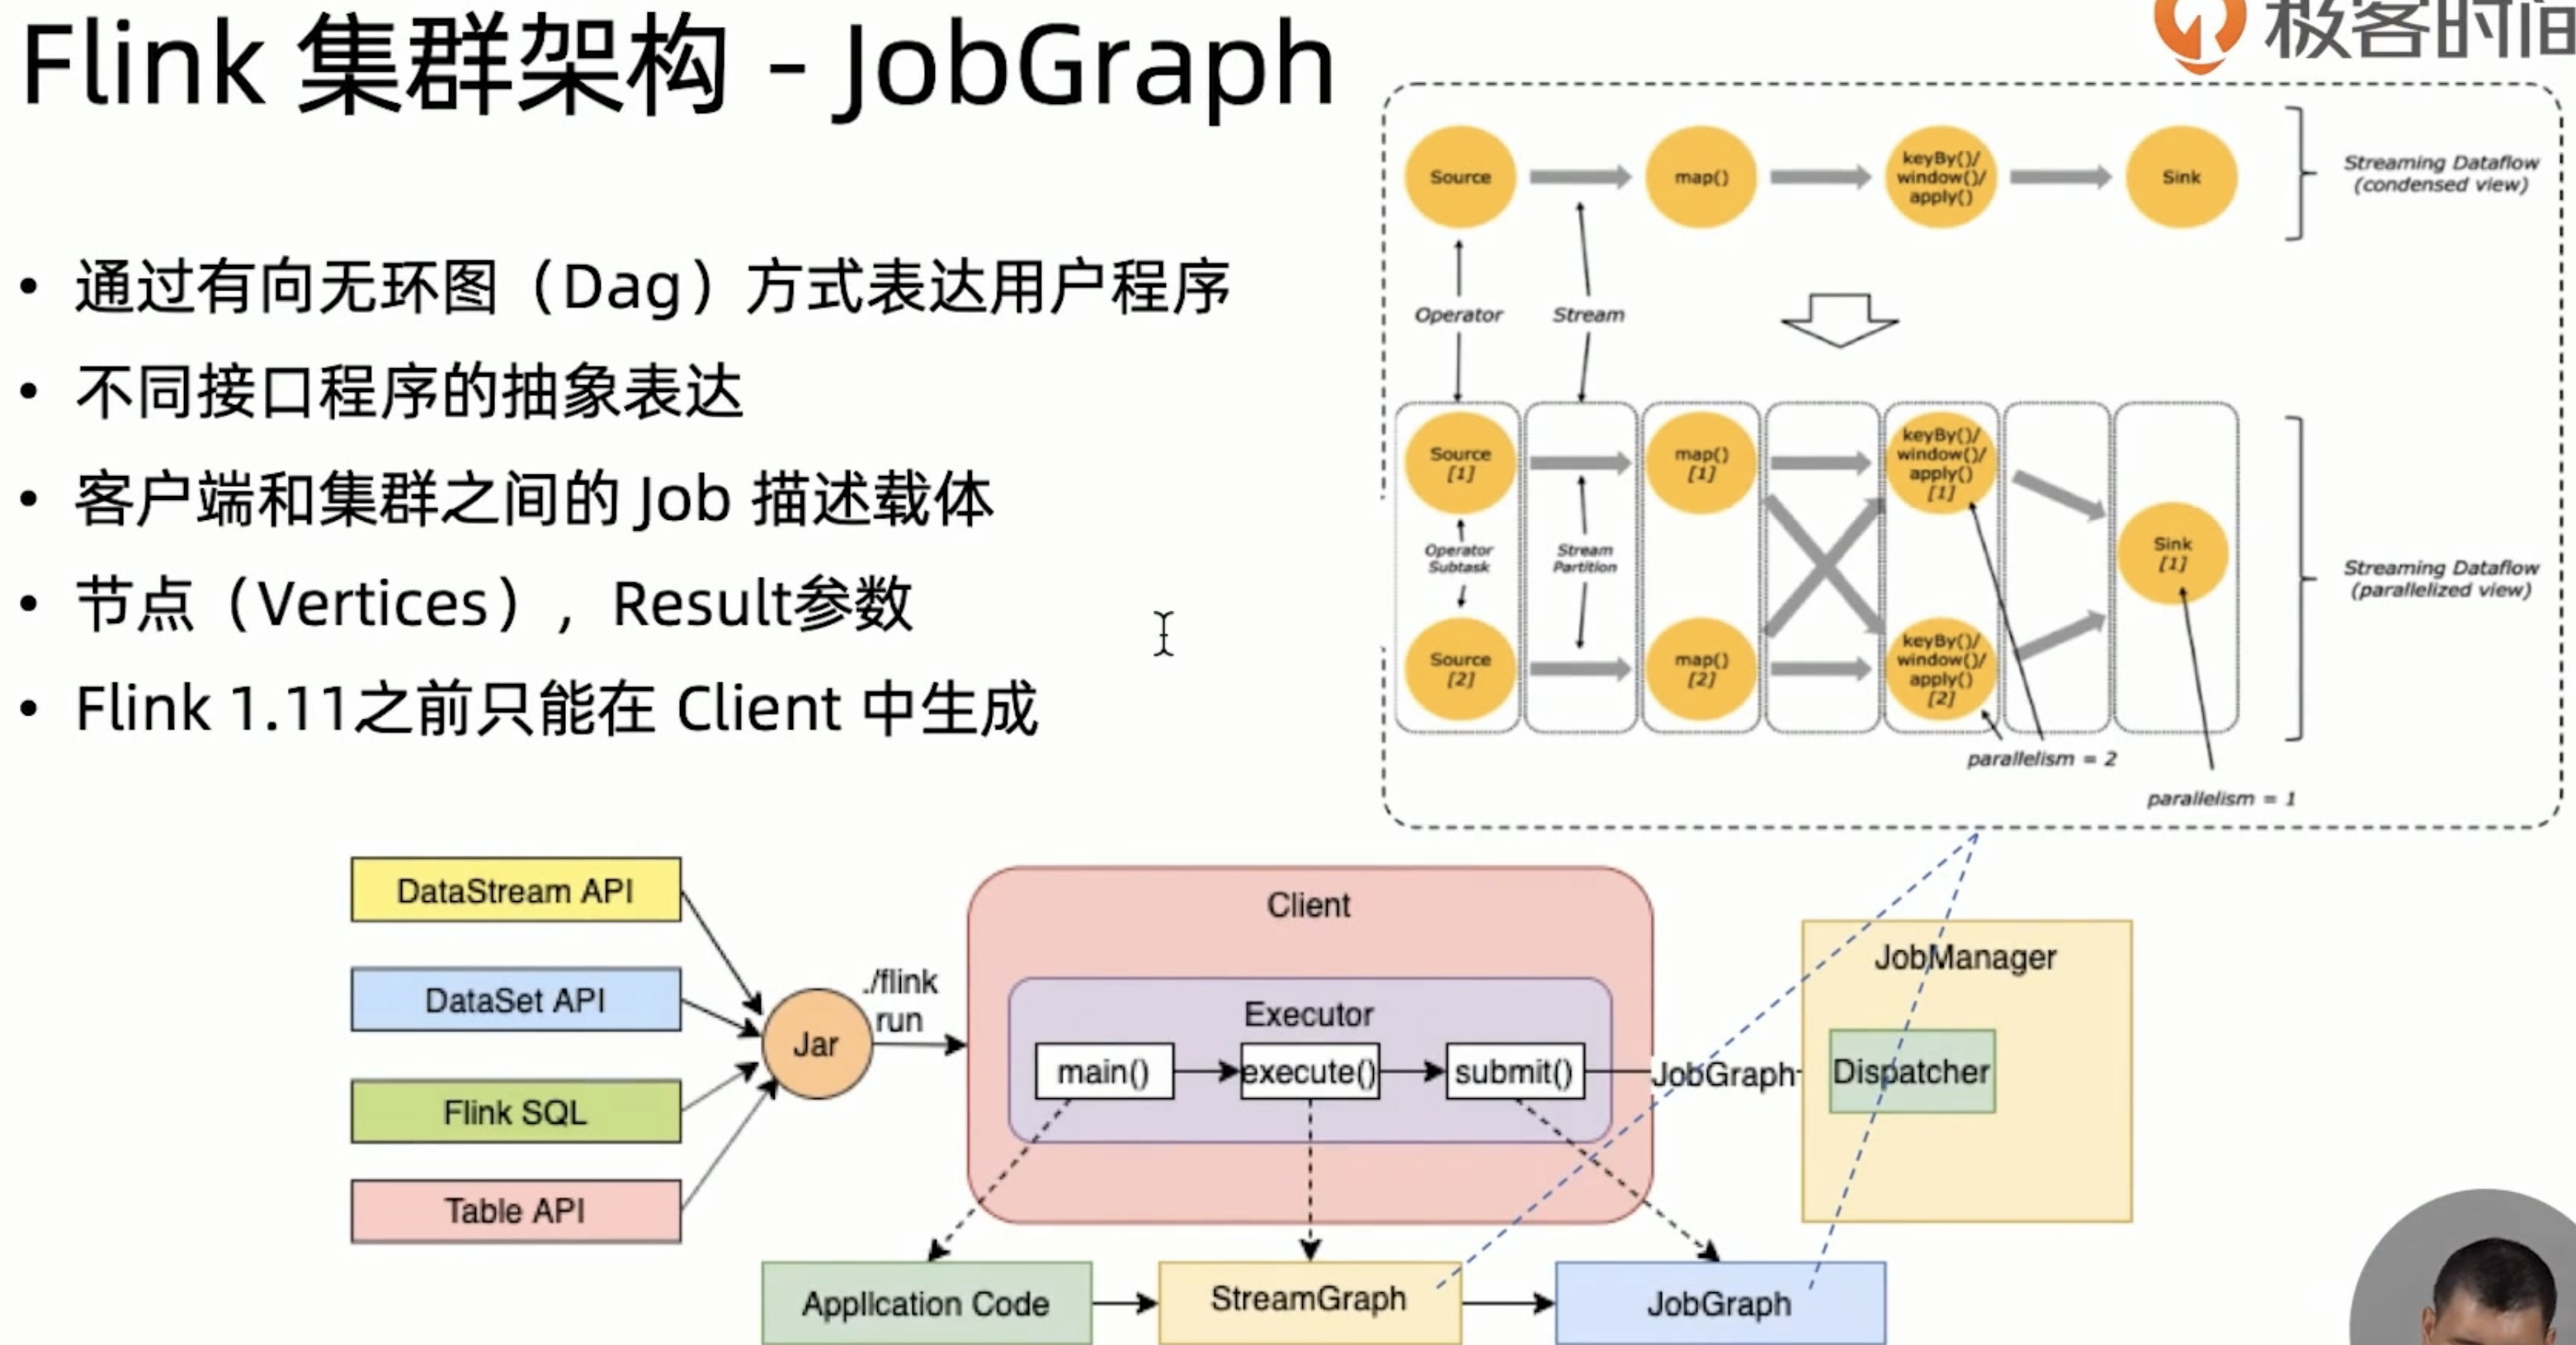 Flink 集群架构 - JobGraph
极客时间
• 通过有向无环图（Dag）方式表达用户程序
• 不同接口程序的抽象表达
• 客户端和集群之间的 Job 描述载体
• 节点（Vertices），Result参数
• Flink 1.11之前只能在 Client 中生成
Source
map()
keyBy()/
window()/
apply()
Sink
Streaming Dataflow
(condensed view)
Operator
Stream
Source
[1]
map()
[1]
keyBy()/
window()/
apply()
[1]
Operator
Subtask
Stream
Partition
Sink
[1]
Streaming Dataflow
(parallelized view)
Source
[2]
map()
[2]
keyBy()/
window()/
apply()
[2]
parallelism = 2
parallelism = 1
DataStream API
DataSet API
Flink SQL
Table API
Jar
./flink
run
Client
Executor
main()
execute()
submit()
JobGraph
JobManager
Dispatcher
Application Code
StreamGraph
JobGraph